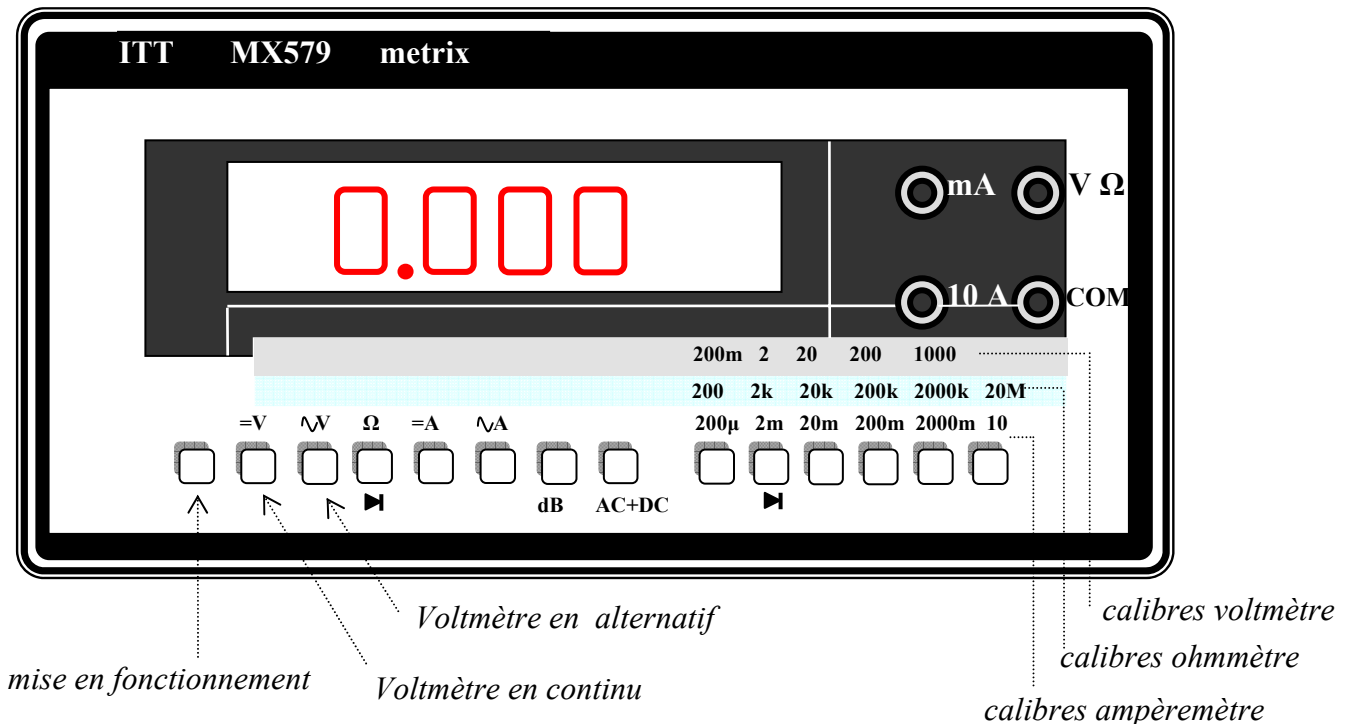 ITT MX579 metrix
0.000
mA V Ω
10 A COM
200m 2 20 200 1000
200 2k 20k 200k 2000k 20M
=V ∿V Ω =A ∿A 200µ 2m 20m 200m 2000m 10
dB AC+DC
Voltmètre en alternatif
calibres voltmètre
calibres ohmmètre
mise en fonctionnement
Voltmètre en continu
calibres ampèremètre